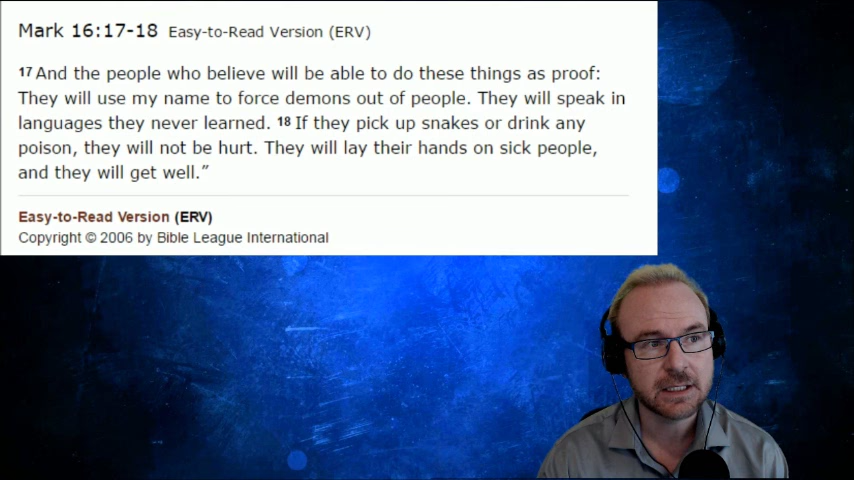 Mark 16:17-18 Easy-to-Read Version (ERV)
17 And the people who believe will be able to do these things as proof:
They will use my name to force demons out of people. They will speak in
languages they never learned. 18 If they pick up snakes or drink any
poison, they will not be hurt. They will lay their hands on sick people,
and they will get well.”
Easy-to-Read Version (ERV)
Copyright © 2006 by Bible League International